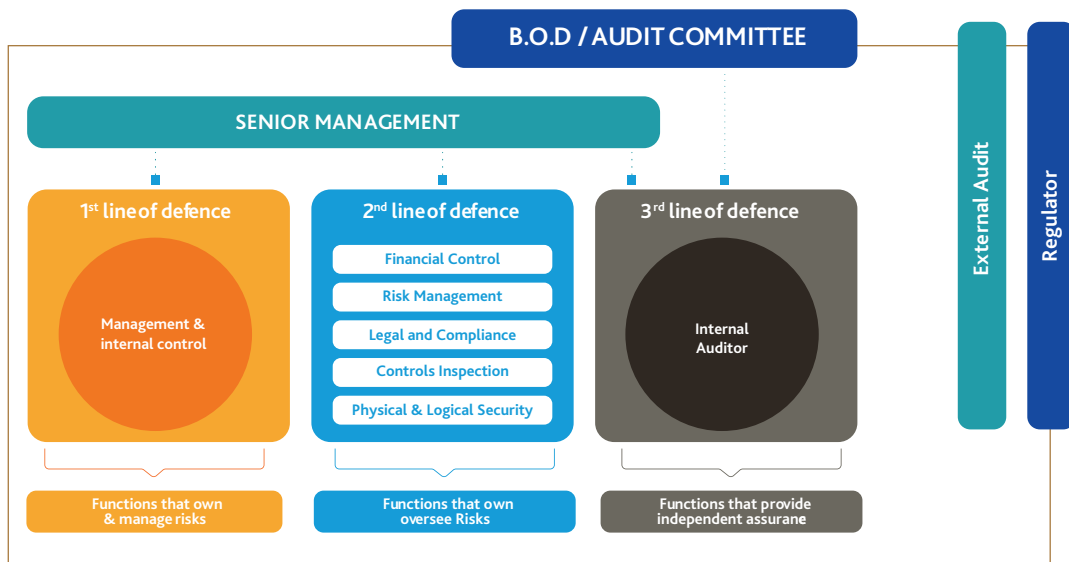 B.O.D / AUDIT COMMITTEE
SENIOR MANAGEMENT
1st line of defence
Management &
internal control
Functions that own
& manage risks
2nd line of defence
Financial Control
Risk Management
Legal and Compliance
Controls Inspection
Physical & Logical Security
Functions that own
oversee Risks
3rd line of defence
Internal
Auditor
Functions that provide
independent assurane
External Audit
Regulator